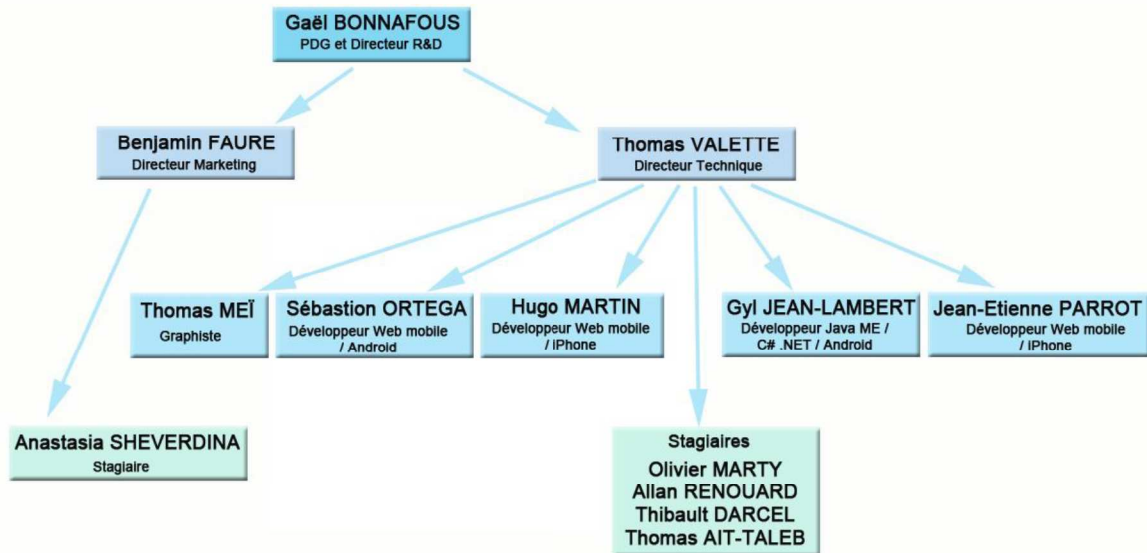 Gaël BONNAFOUS
PDG et Directeur R&D
Benjamin FAURE
Directeur Marketing
Thomas VALETTE
Directeur Technique
Thomas MEÏ
Graphiste
Sébastion ORTEGA
Développeur Web mobile
/ Android
Hugo MARTIN
Développeur Web mobile
/ iPhone
Gyl JEAN-LAMBERT
Développeur Java ME /
C# .NET / Android
Jean-Etienne PARROT
Développeur Web mobile
/ iPhone
Anastasia SHEVERDINA
Stagiaire
Stagiaires
Olivier MARTY
Allan RENOUARD
Thibault DARCEL
Thomas AIT-TALEB